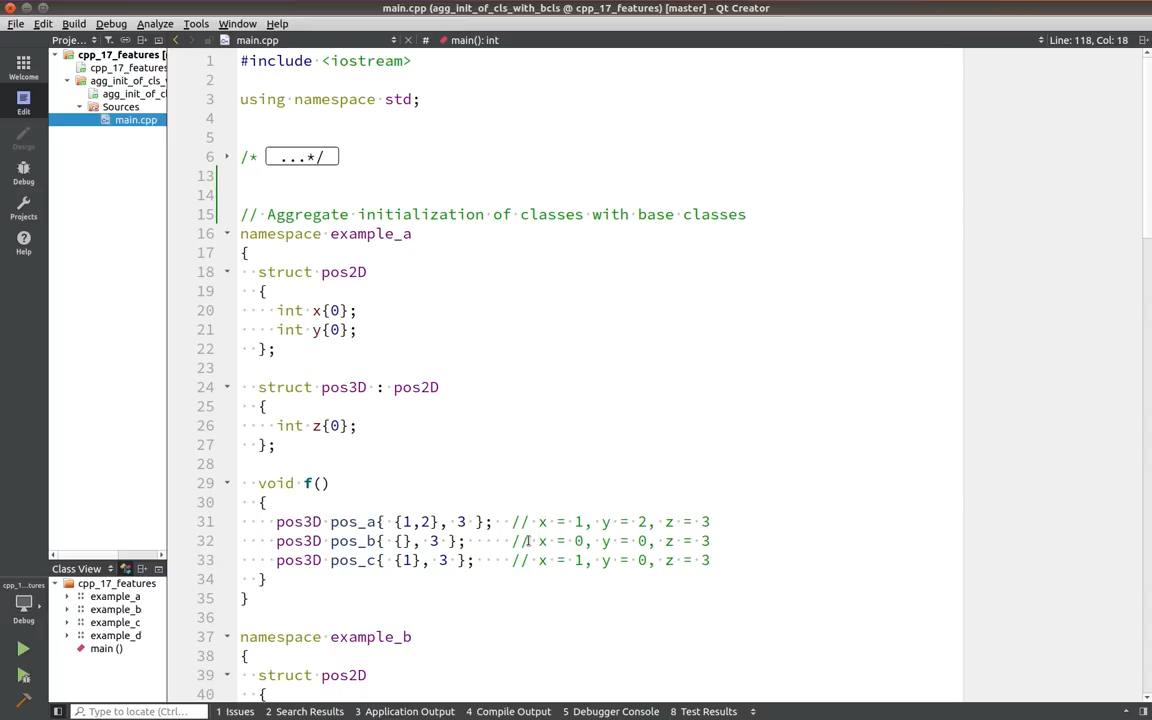 main.cpp (agg_init_of_cls_with_bcls @ cpp_17_features) [master] - Qt Creator
File Edit Build Debug Analyze Tools Window Help
Proje... main.cpp # main(): int Line: 118, Col: 18
Welcome
Edit
Design
Debug
Projects
Help
cpp_17_features [
cpp_17_features
agg_init_of_cls_
agg_init_of_cl
Sources
main.cpp
1 #include <iostream>
2
3 using namespace std;
4
5
6 /* ...*/
13
14
15 // Aggregate initialization of classes with base classes
16 namespace example_a
17 {
18 struct pos2D
19 {
20 int x{0};
21 int y{0};
22 };
23
24 struct pos3D : pos2D
25 {
26 int z{0};
27 };
28
29 void f()
30 {
31 pos3D pos_a{ {1,2}, 3 }; // x = 1, y = 2, z = 3
32 pos3D pos_b{ {}, 3 }; // x = 0, y = 0, z = 3
33 pos3D pos_c{ {1}, 3 }; // x = 1, y = 0, z = 3
34 }
35 }
36
37 namespace example_b
38 {
39 struct pos2D
40 {
Class View
cpp_17_features
example_a
example_b
example_c
example_d
main ()
cpp_1...tures
Debug
Type to locate (Ctrl... 1 Issues 2 Search Results 3 Application Output 4 Compile Output 5 Debugger Console 8 Test Results